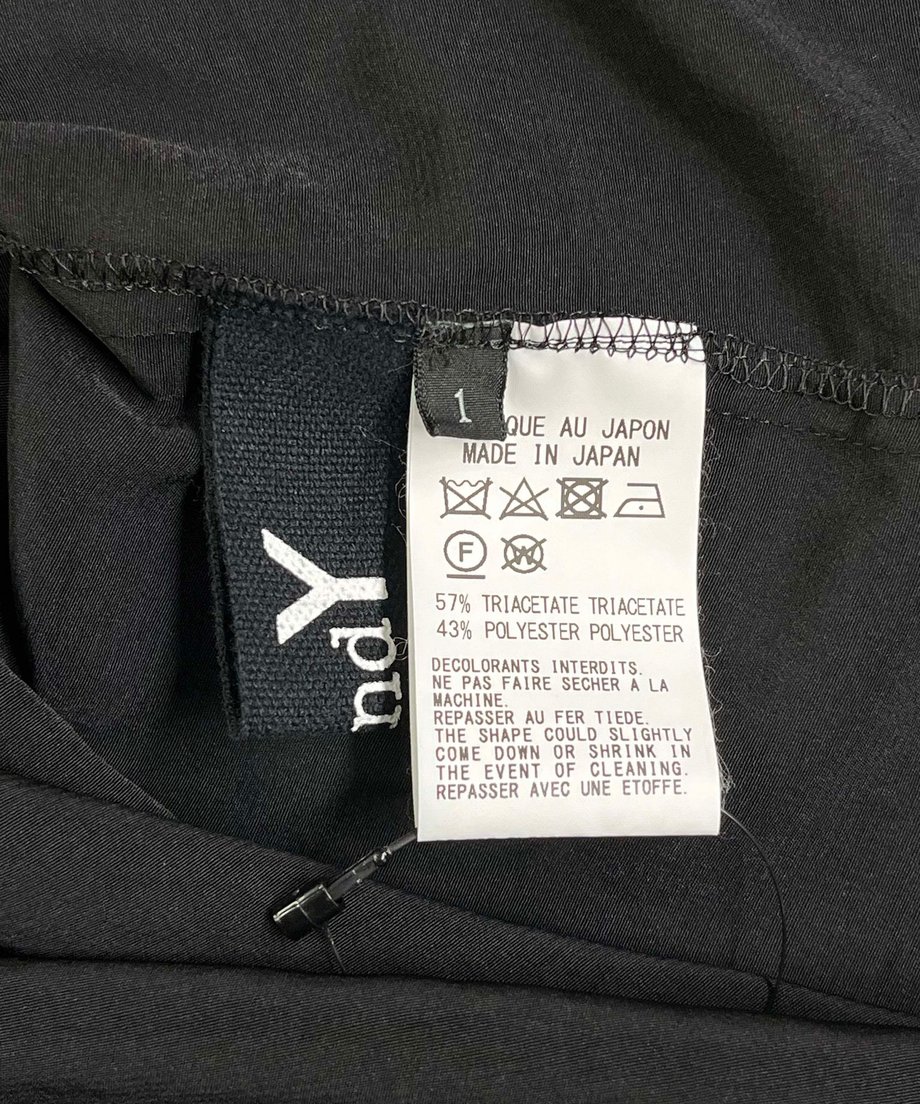 1
QUE AU JAPON
MADE IN JAPAN
F
W
57% TRIACETATE TRIACETATE
43% POLYESTER POLYESTER
DECOLORANTS INTERDITS.
NE PAS FAIRE SECHER A LA
MACHINE.
REPASSER AU FER TIEDE.
THE SHAPE COULD SLIGHTLY
COME DOWN OR SHRINK IN
THE EVENT OF CLEANING.
REPASSER AVEC UNE ETOFFE.
Y
nd